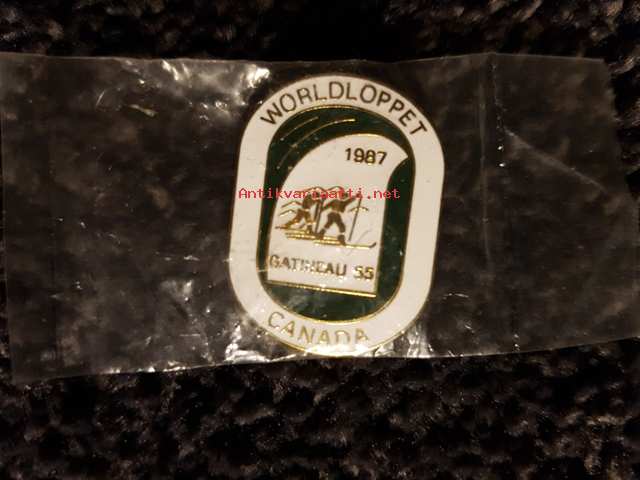 WORLDLOPPET
1987
Antikvariaatti.net
GATINEAU 55
CANADA